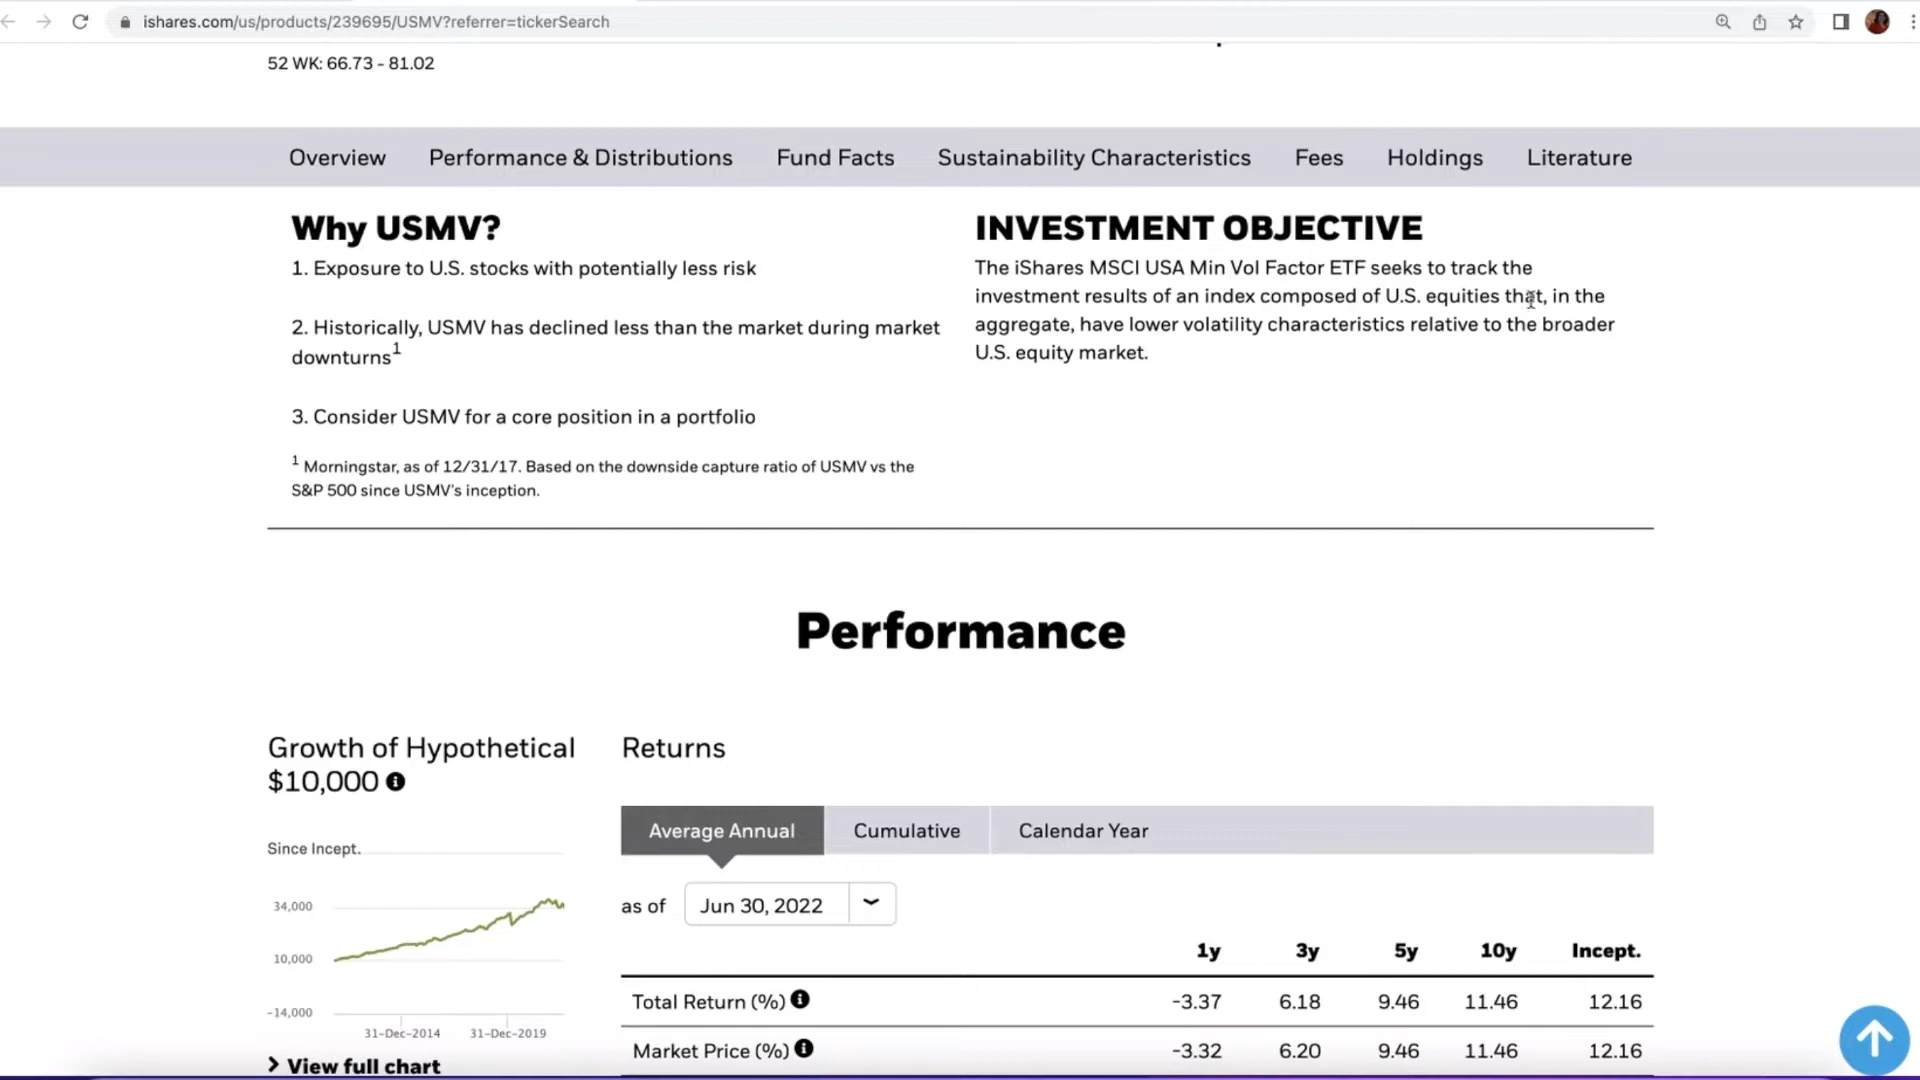 ishares.com/us/products/239695/USMV?referrer=tickerSearch
52 WK: 66.73 - 81.02
Overview Performance & Distributions Fund Facts Sustainability Characteristics Fees Holdings Literature
Why USMV?
1. Exposure to U.S. stocks with potentially less risk
2. Historically, USMV has declined less than the market during market
downturns1
3. Consider USMV for a core position in a portfolio
1 Morningstar, as of 12/31/17. Based on the downside capture ratio of USMV vs the
S&P 500 since USMV's inception.
INVESTMENT OBJECTIVE
The iShares MSCI USA Min Vol Factor ETF seeks to track the
investment results of an index composed of U.S. equities that, in the
aggregate, have lower volatility characteristics relative to the broader
U.S. equity market.
Performance
Growth of Hypothetical
$10,000
Since Incept.
34,000
10,000
-14,000
31-Dec-2014 31-Dec-2019
View full chart
Returns
Average Annual Cumulative Calendar Year
as of Jun 30, 2022
1y 3y 5y 10y Incept.
Total Return (%) -3.37 6.18 9.46 11.46 12.16
Market Price (%) -3.32 6.20 9.46 11.46 12.16